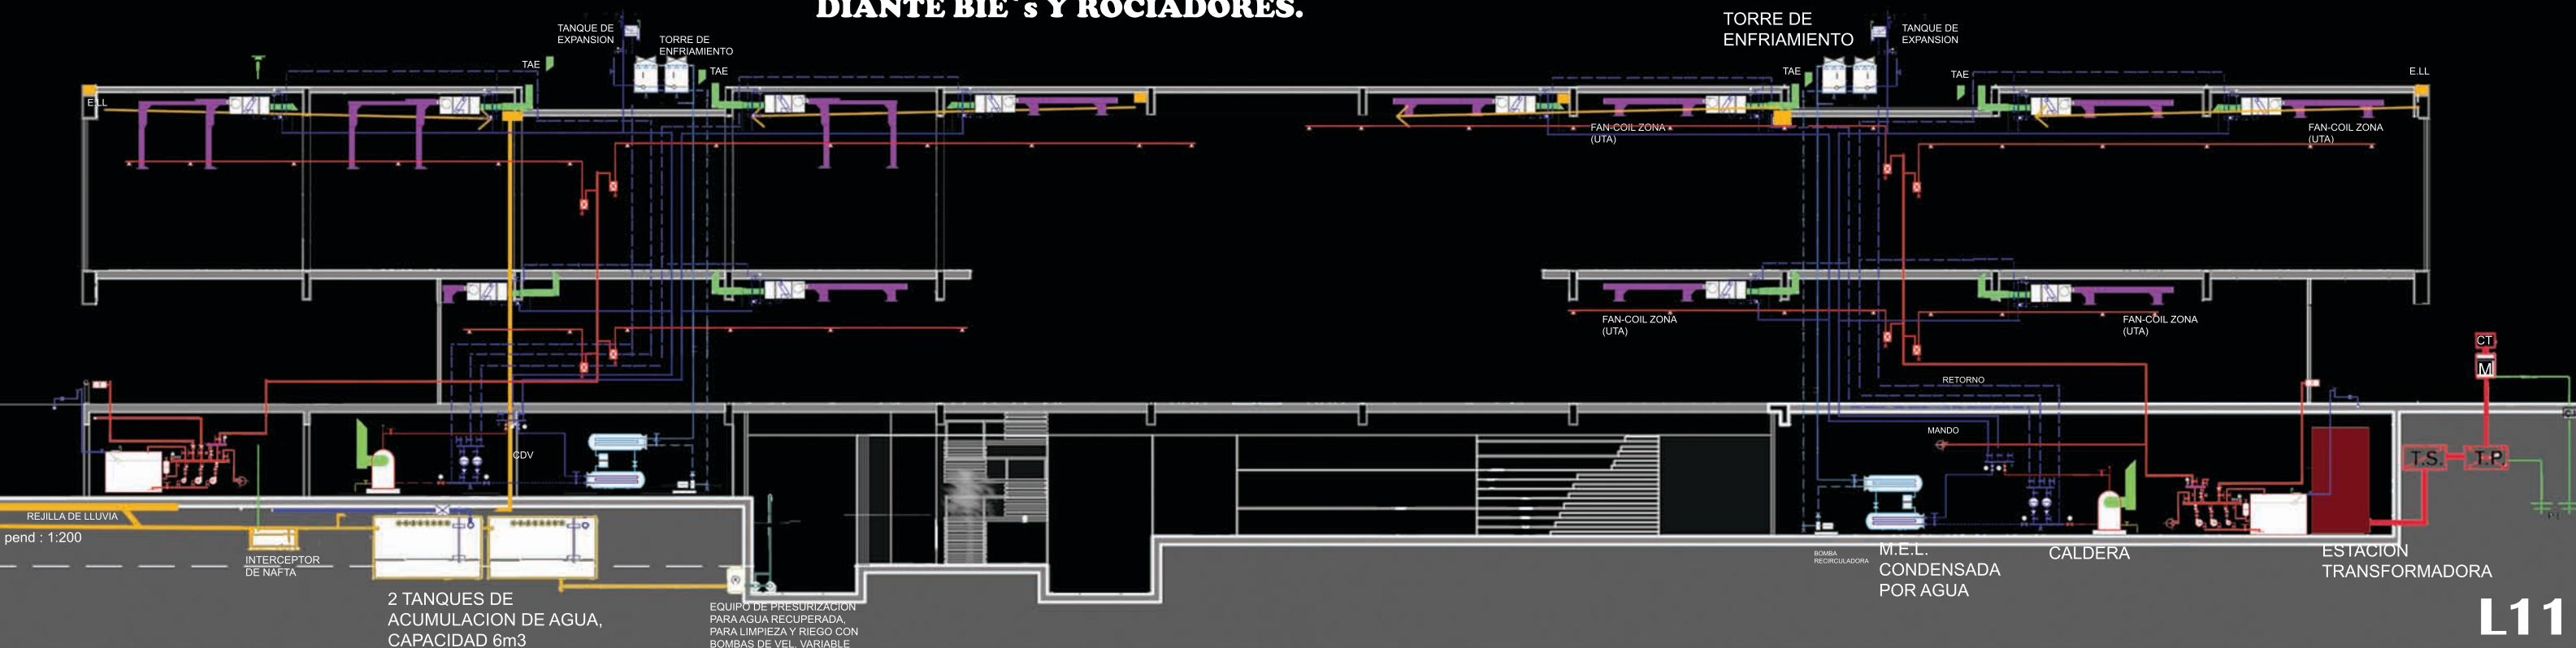 DIANTE BIE´s Y ROCIADORES.
TANQUE DE
EXPANSION
TORRE DE
ENFRIAMIENTO
TAE
TAE
TORRE DE
ENFRIAMIENTO
TANQUE DE
EXPANSION
TAE
TAE
E.LL
E.LL
FAN-COIL ZONA
(UTA)
FAN-COIL ZONA
(UTA)
FAN-COIL ZONA
(UTA)
FAN-COIL ZONA
(UTA)
CT
M
RETORNO
MANDO
CDV
T.S.
T.P.
REJILLA DE LLUVIA
pend : 1:200
INTERCEPTOR
DE NAFTA
2 TANQUES DE
ACUMULACION DE AGUA,
CAPACIDAD 6m3
EQUIPO DE PRESURIZACION
PARA AGUA RECUPERADA,
PARA LIMPIEZA Y RIEGO CON
BOMBAS DE VEL. VARIABLE
BOMBA
RECIRCULADORA
M.E.L.
CONDENSADA
POR AGUA
CALDERA
ESTACION
TRANSFORMADORA
L11